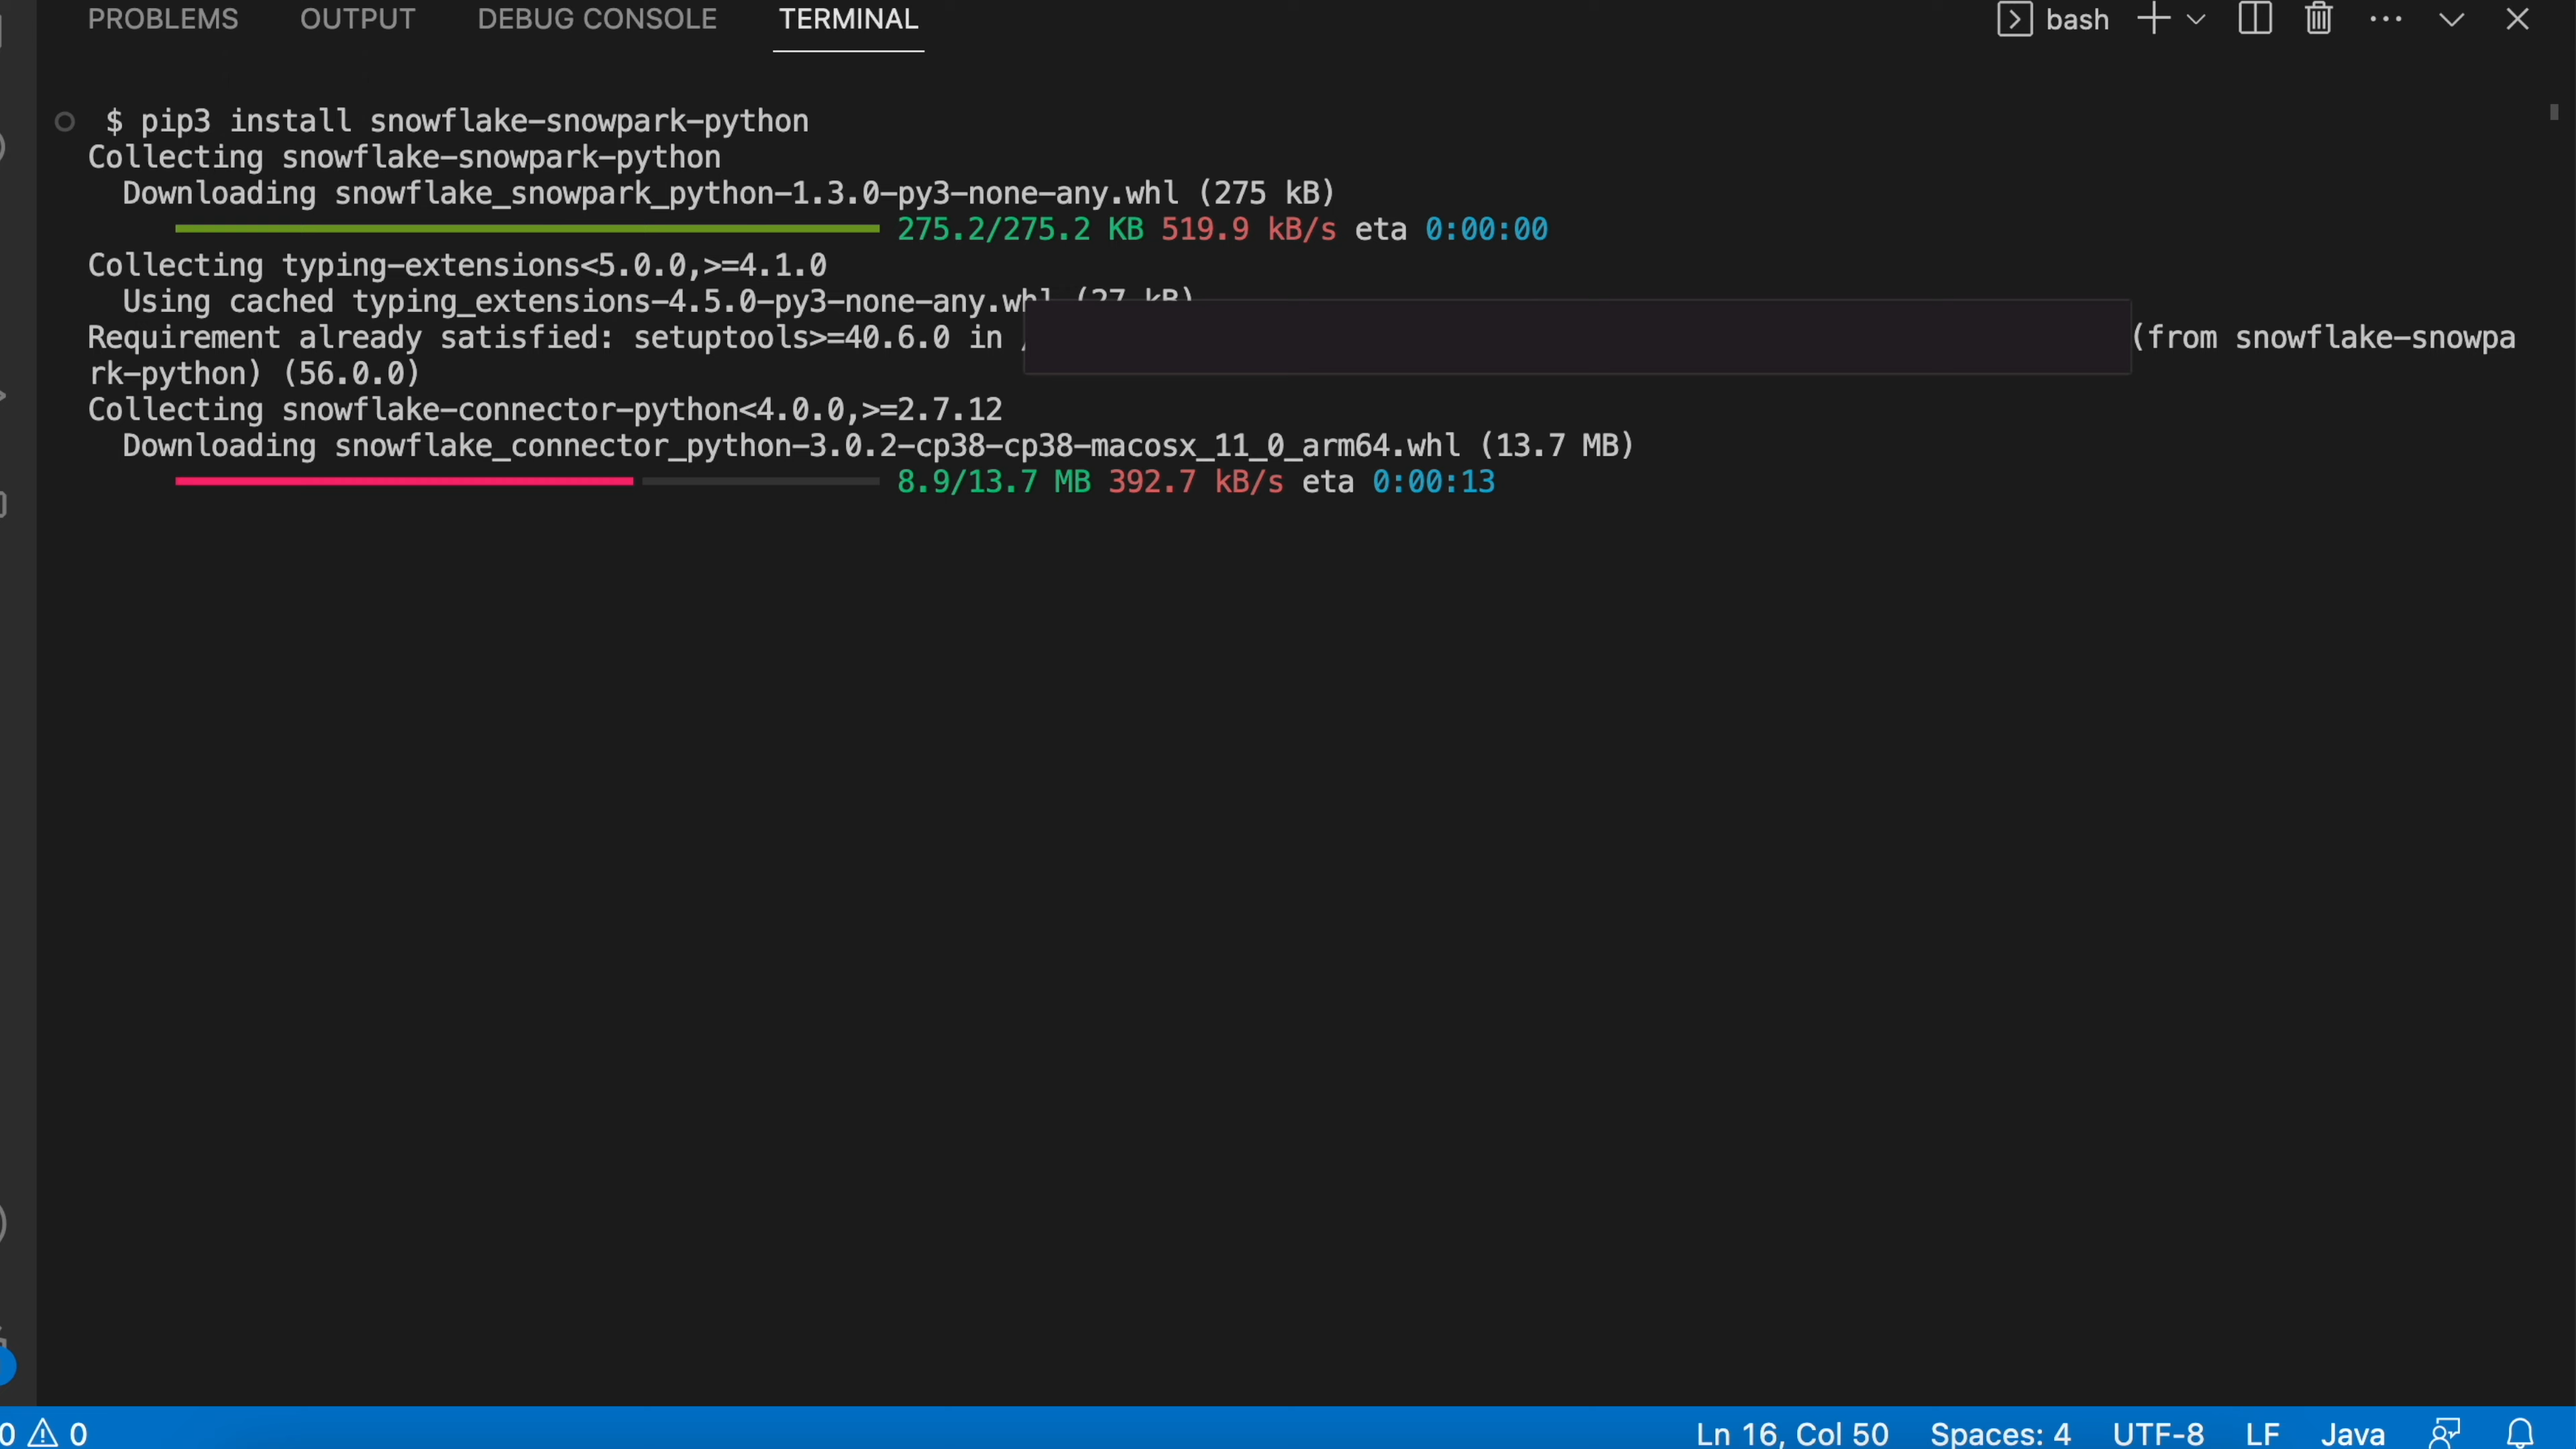 PROBLEMS OUTPUT DEBUG CONSOLE TERMINAL bash
$ pip3 install snowflake-snowpark-python
Collecting snowflake-snowpark-python
Downloading snowflake_snowpark_python-1.3.0-py3-none-any.whl (275 kB)
275.2/275.2 KB 519.9 kB/s eta 0:00:00
Collecting typing-extensions<5.0.0,>=4.1.0
Using cached typing_extensions-4.5.0-py3-none-any.whl (27 kB)
Requirement already satisfied: setuptools>=40.6.0 in / (from snowflake-snowpa
rk-python) (56.0.0)
Collecting snowflake-connector-python<4.0.0,>=2.7.12
Downloading snowflake_connector_python-3.0.2-cp38-cp38-macosx_11_0_arm64.whl (13.7 MB)
8.9/13.7 MB 392.7 kB/s eta 0:00:13
0 0 Ln 16, Col 50 Spaces: 4 UTF-8 LF Java